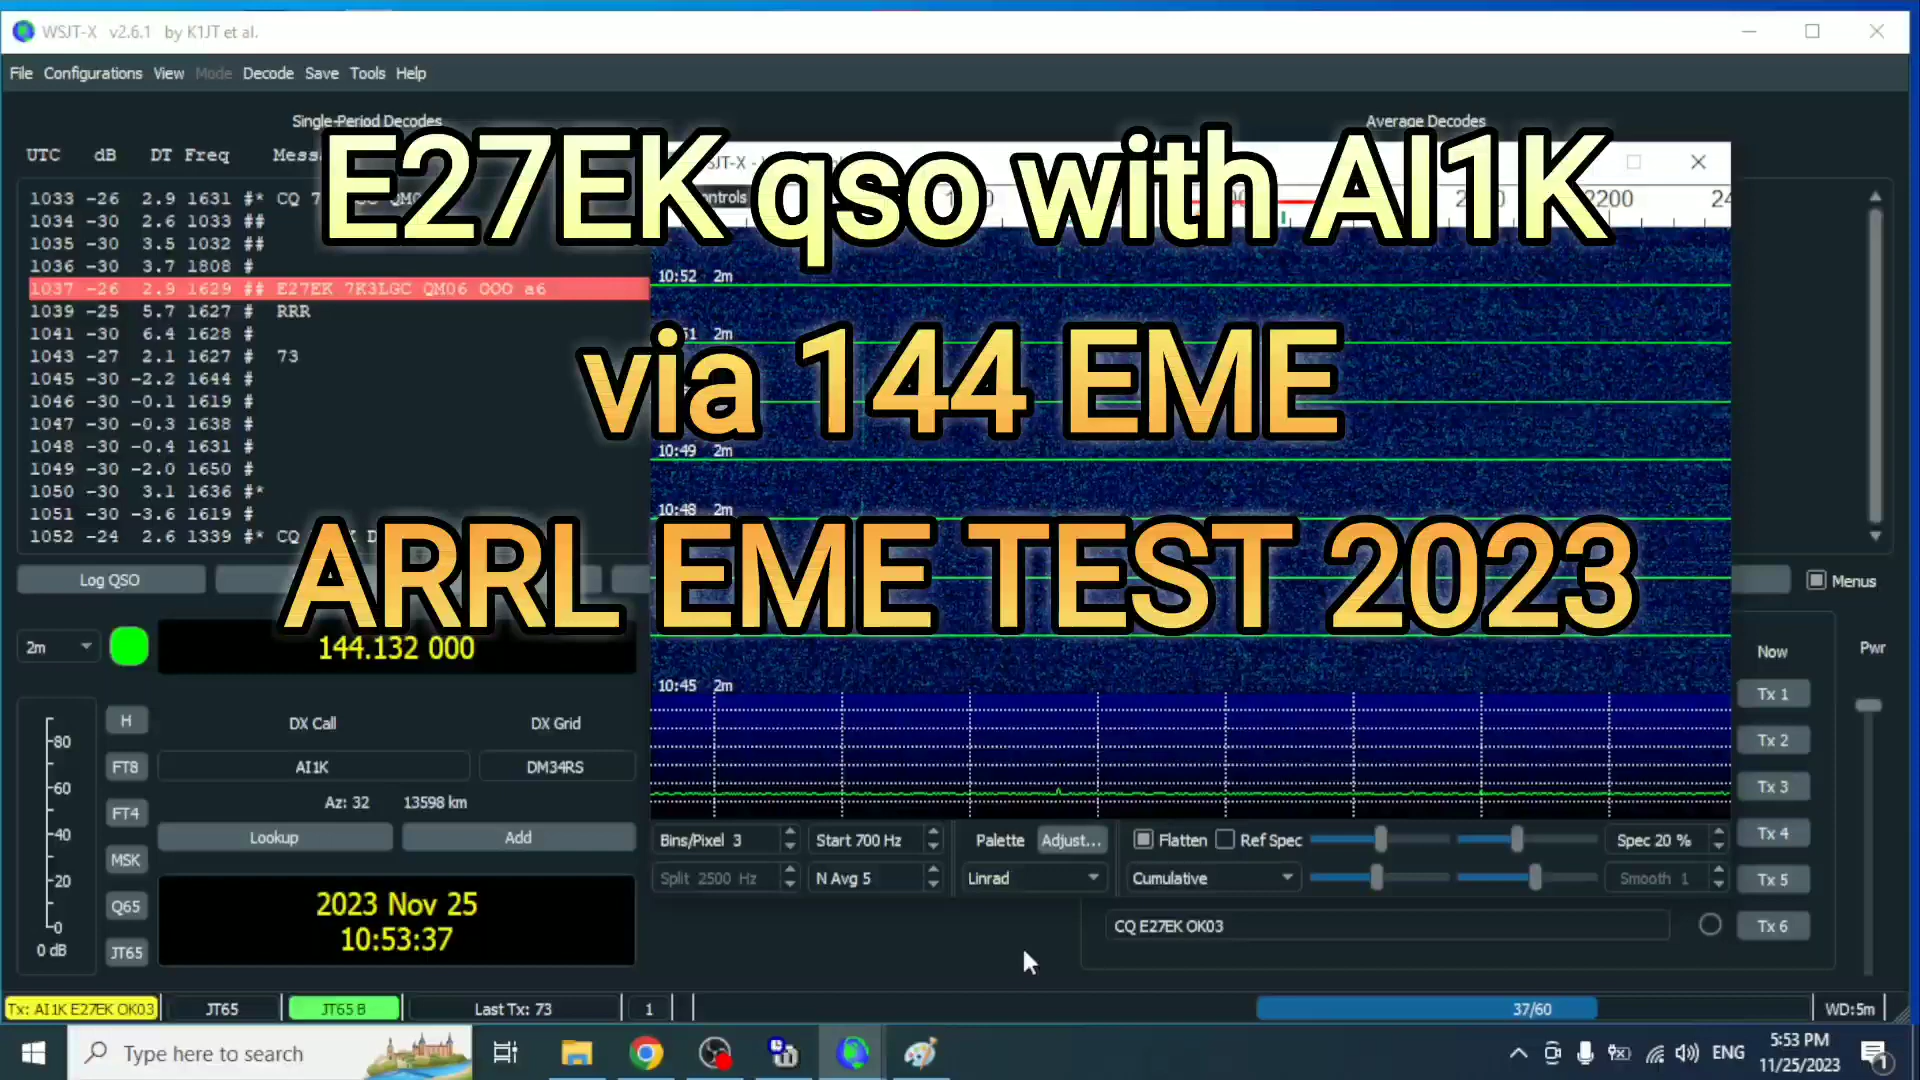 WSJT-X v2.6.1 by K1JT et al.
File Configurations View Mode Decode Save Tools Help
Single-Period Decodes
Average Decodes
UTC dB DT Freq
E27EK qso with AI1K
via 144 EME
ARRL EME TEST 2023
1033 -26 2.9 1631 #* CQ
1034 -30 2.6 1033 ##
1035 -30 3.5 1032 ##
1036 -30 3.7 1808 #
1037 -26 2.9 1629 ## E27EK 7K3LGC QM06 OOO a6
1039 -25 5.7 1627 # RRR
1041 -30 6.4 1628 #
1043 -27 2.1 1627 # 73
1045 -30 -2.2 1644 #
1046 -30 -0.1 1619 #
1047 -30 -0.3 1638 #
1048 -30 -0.4 1631 #
1049 -30 -2.0 1650 #
1050 -30 3.1 1636 #*
1051 -30 -3.6 1619 #
1052 -24 2.6 1339 #* CQ
2200
10:52 2m
2m
10:49 2m
10:48 2m
10:45 2m
Log QSO
Menus
2m
144.132 000
Now
Pwr
Tx 1
Tx 2
Tx 3
Tx 4
Tx 5
Tx 6
80
60
40
20
0
0 dB
H
FT8
FT4
MSK
Q65
JT65
DX Call
DX Grid
AI1K
DM34RS
Az: 32
13598 km
Lookup
Add
2023 Nov 25
10:53:37
Bins/Pixel 3
Start 700 Hz
Palette
Adjust...
Flatten
Ref Spec
Spec 20 %
Split 2500 Hz
N Avg 5
Linrad
Cumulative
Smooth 1
CQ E27EK OK03
Tx: AI1K E27EK OK03
JT65
JT65 B
Last Tx: 73
1
37/60
WD:5m
Type here to search
ENG
5:53 PM
11/25/2023
1